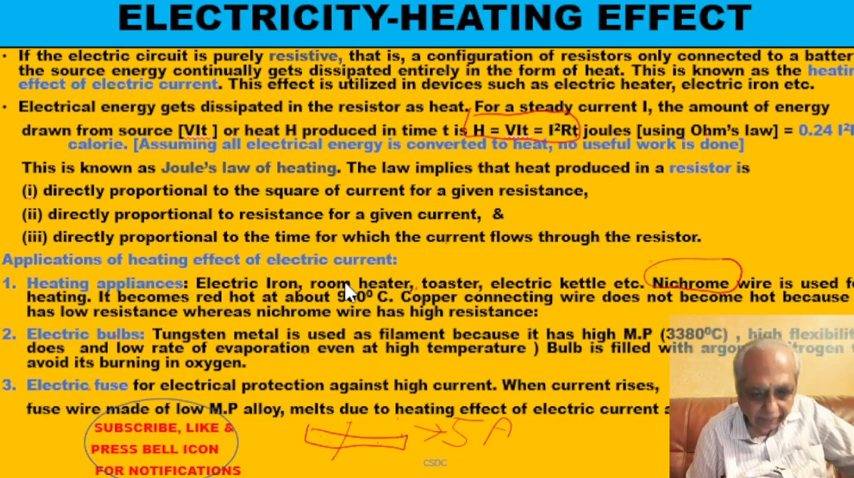 ELECTRICITY-HEATING EFFECT
• If the electric circuit is purely resistive, that is, a configuration of resistors only connected to a batter
the source energy continually gets dissipated entirely in the form of heat. This is known as the heatin
effect of electric current. This effect is utilized in devices such as electric heater, electric iron etc.
• Electrical energy gets dissipated in the resistor as heat. For a steady current I, the amount of energy
drawn from source [VIt ] or heat H produced in time t is H = VIt = I²Rt joules [using Ohm's law] = 0.24 I²
calorie. [Assuming all electrical energy is converted to heat, no useful work is done]
This is known as Joule's law of heating. The law implies that heat produced in a resistor is
(i) directly proportional to the square of current for a given resistance,
(ii) directly proportional to resistance for a given current, &
(iii) directly proportional to the time for which the current flows through the resistor.
Applications of heating effect of electric current:
1. Heating appliances: Electric Iron, room heater, toaster, electric kettle etc. Nichrome wire is used f
heating. It becomes red hot at about C. Copper connecting wire does not become hot because
has low resistance whereas nichrome wire has high resistance:
2. Electric bulbs: Tungsten metal is used as filament because it has high M.P (3380⁰C) , high flexibilit
does and low rate of evaporation even at high temperature ) Bulb is filled with argon
avoid its burning in oxygen.
3. Electric fuse for electrical protection against high current. When current rises,
fuse wire made of low M.P alloy, melts due to heating effect of electric current
SUBSCRIBE, LIKE &
PRESS BELL ICON
FOR NOTIFICATIONS
→ 5 A
CSDC